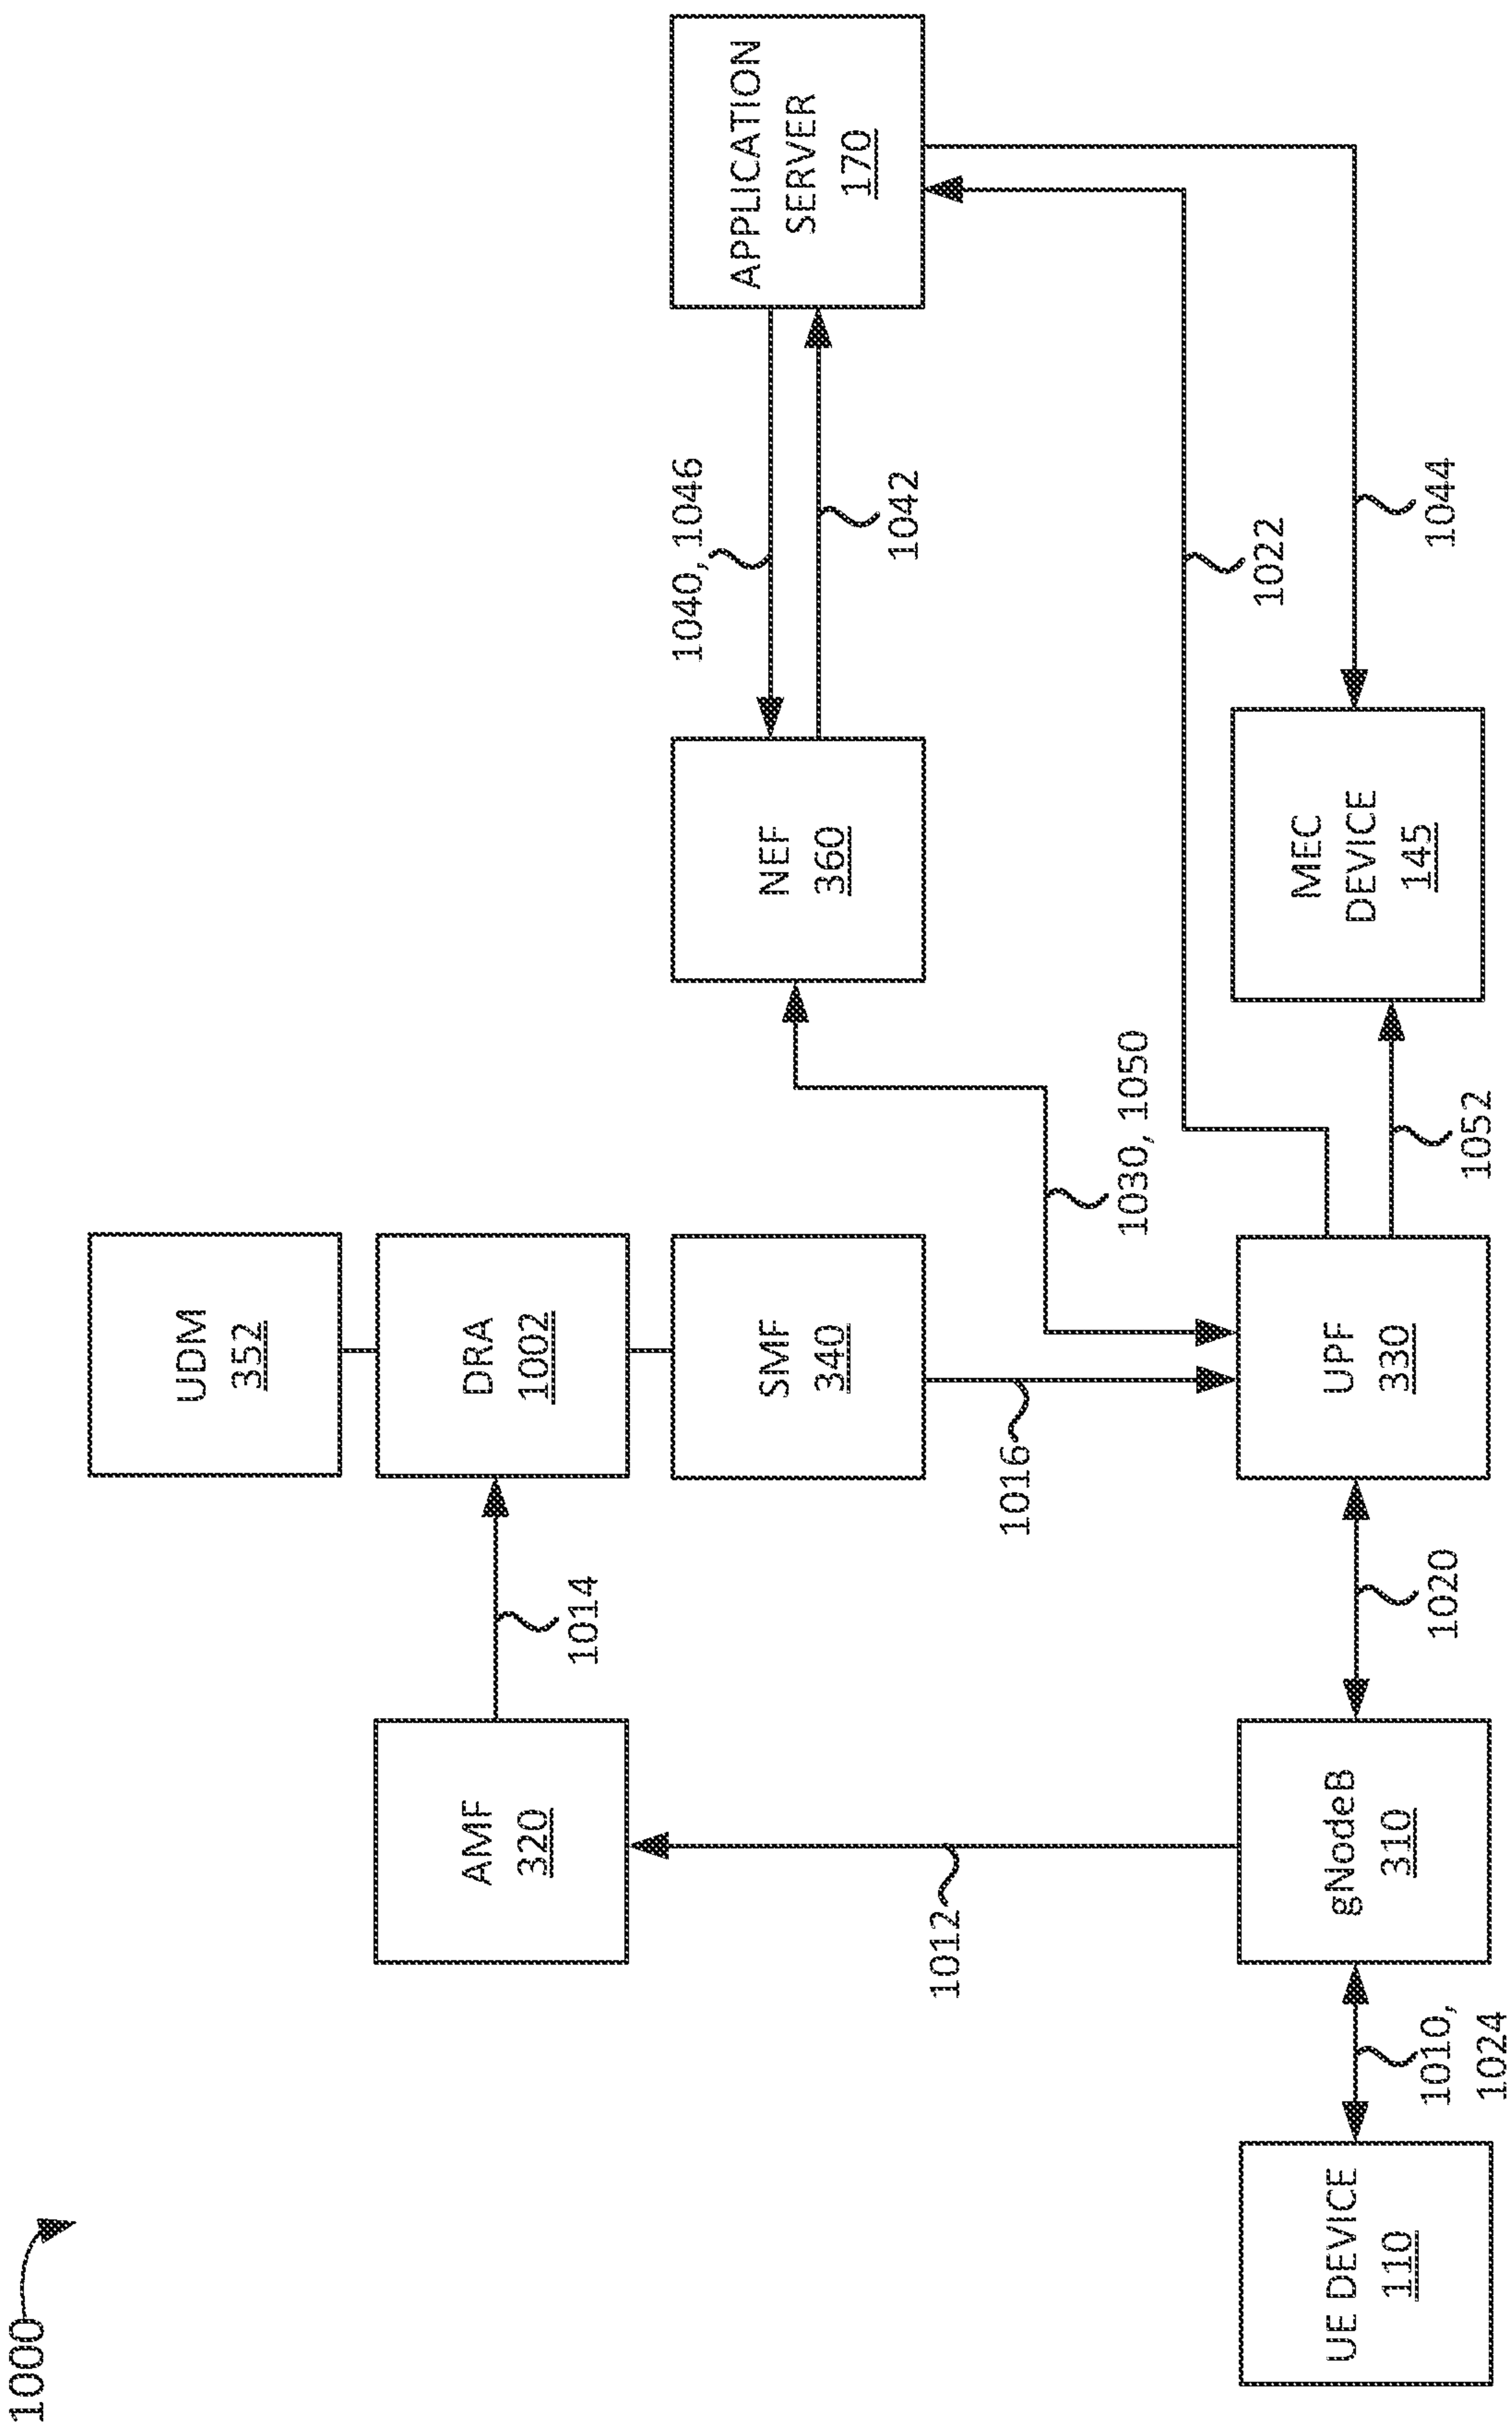 1000
UDM
352
DRA
1002
AMF
320
1014
SMF
340
NEF
360
APPLICATION
SERVER
170
1040, 1046
1042
1012
1016
1030, 1050
1022
UE DEVICE
110
1010,
1024
gNodeB
310
1020
UPF
330
1052
MEC
DEVICE
145
1044